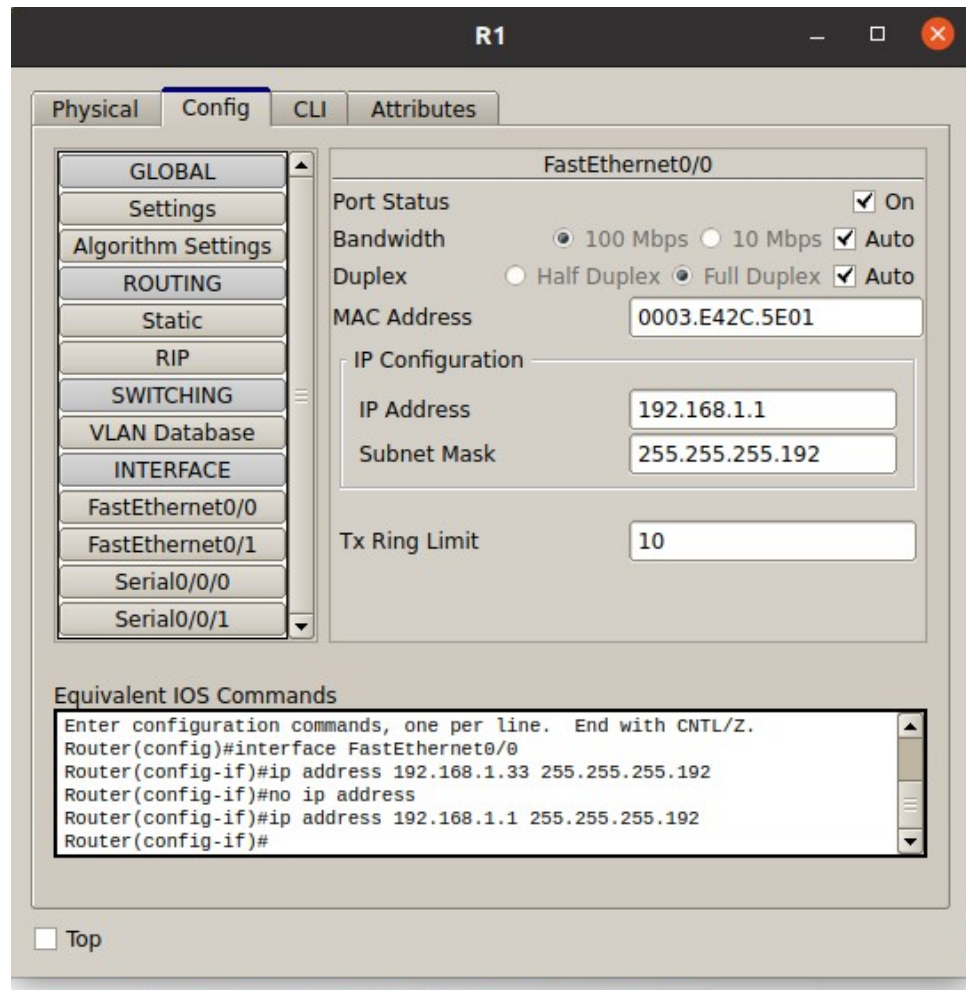 R1
Physical
Config
CLI
Attributes
GLOBAL
Settings
Algorithm Settings
ROUTING
Static
RIP
SWITCHING
VLAN Database
INTERFACE
FastEthernet0/0
FastEthernet0/1
Serial0/0/0
Serial0/0/1
FastEthernet0/0
Port Status On
Bandwidth 100 Mbps 10 Mbps Auto
Duplex Half Duplex Full Duplex Auto
MAC Address 0003.E42C.5E01
IP Configuration
IP Address 192.168.1.1
Subnet Mask 255.255.255.192
Tx Ring Limit 10
Equivalent IOS Commands
Enter configuration commands, one per line.  End with CNTL/Z.
Router(config)#interface FastEthernet0/0
Router(config-if)#ip address 192.168.1.33 255.255.255.192
Router(config-if)#no ip address
Router(config-if)#ip address 192.168.1.1 255.255.255.192
Router(config-if)#
Top